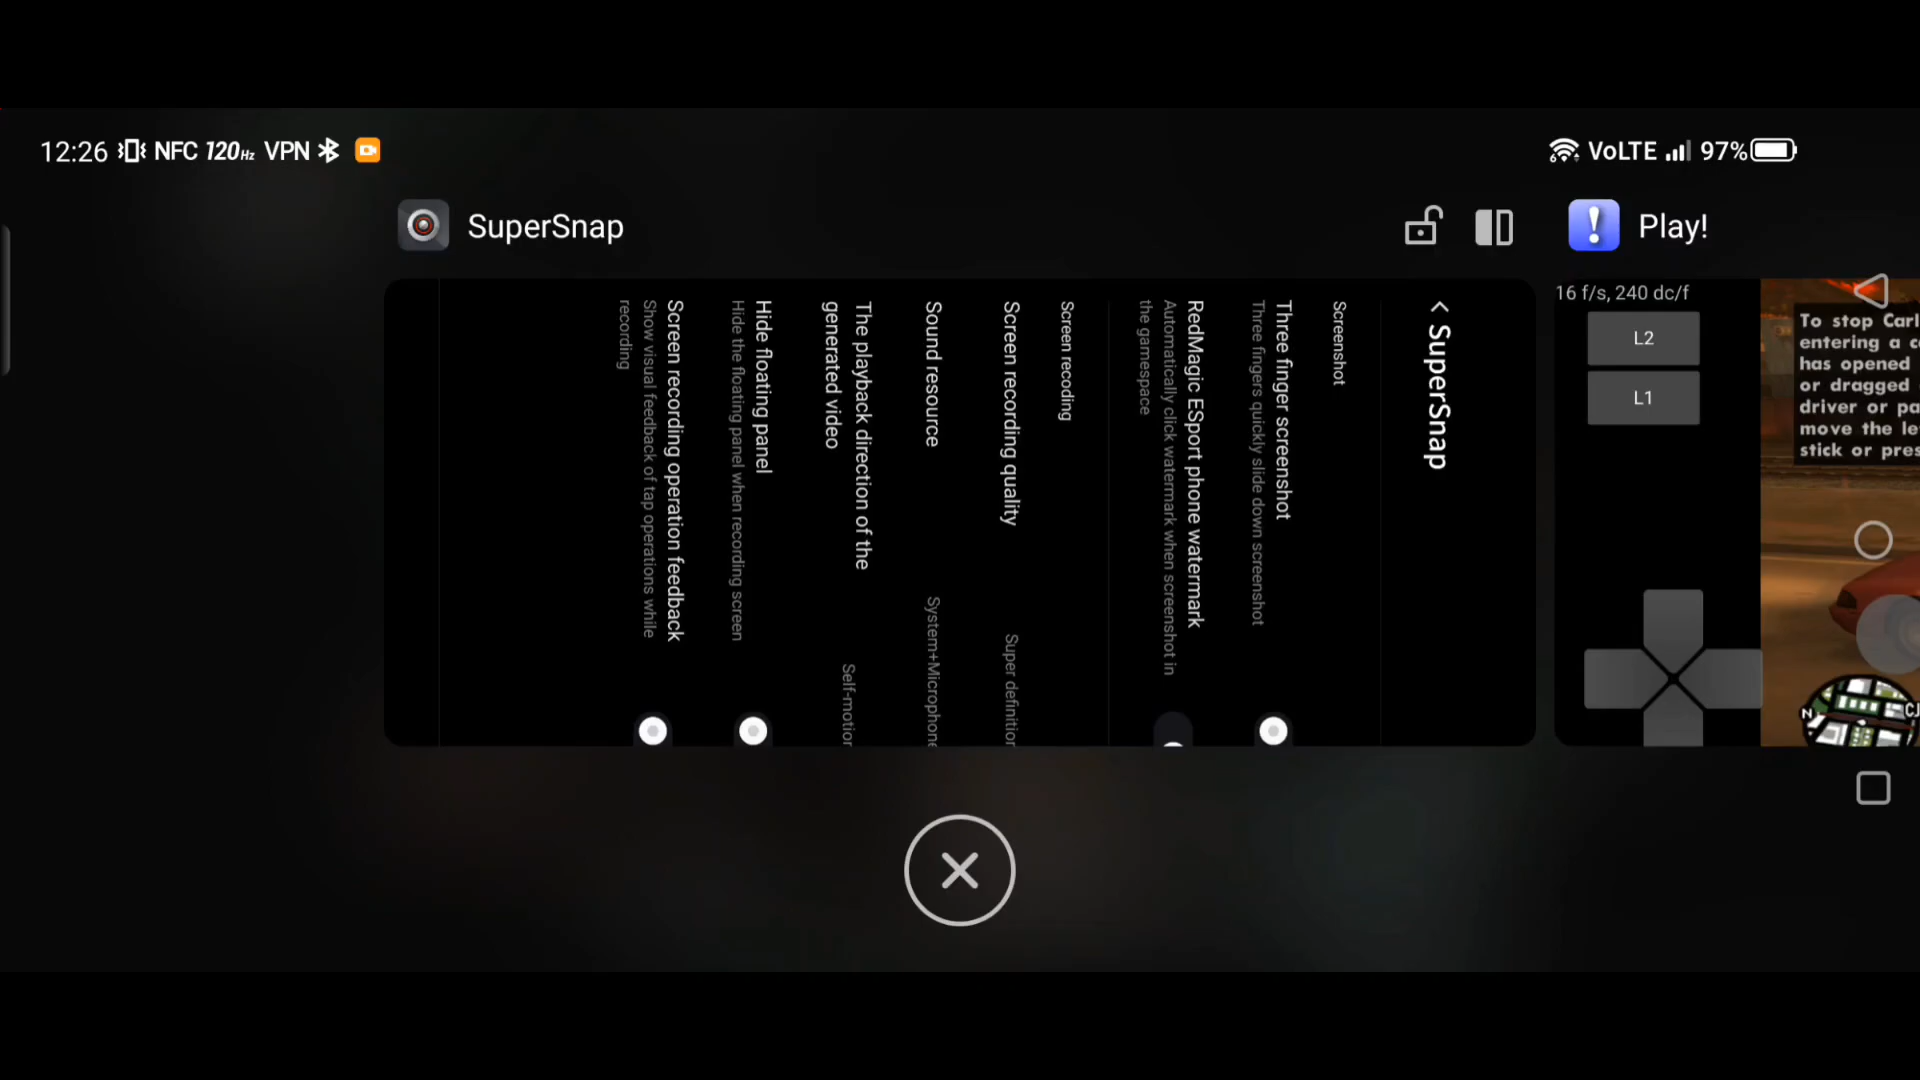 12:26 NFC 120Hz VPN
VoLTE 97%
SuperSnap
Play!
< SuperSnap
Screenshot
Three finger screenshot
Three fingers quickly slide down screenshot
RedMagic ESport phone watermark
Automatically click watermark when screenshot in
the gamespace
Screen recoding
Screen recording quality
Super definition
Sound resource
System+Microphone
The playback direction of the
generated video
Self-motion
Hide floating panel
Hide the floating panel when recording screen
Screen recording operation feedback
Show visual feedback of tap operations while
recording
16 f/s, 240 dc/f
L2
L1
To stop Carl
entering a
has opened
or dragged
driver or
move the
stick or
N
CJ